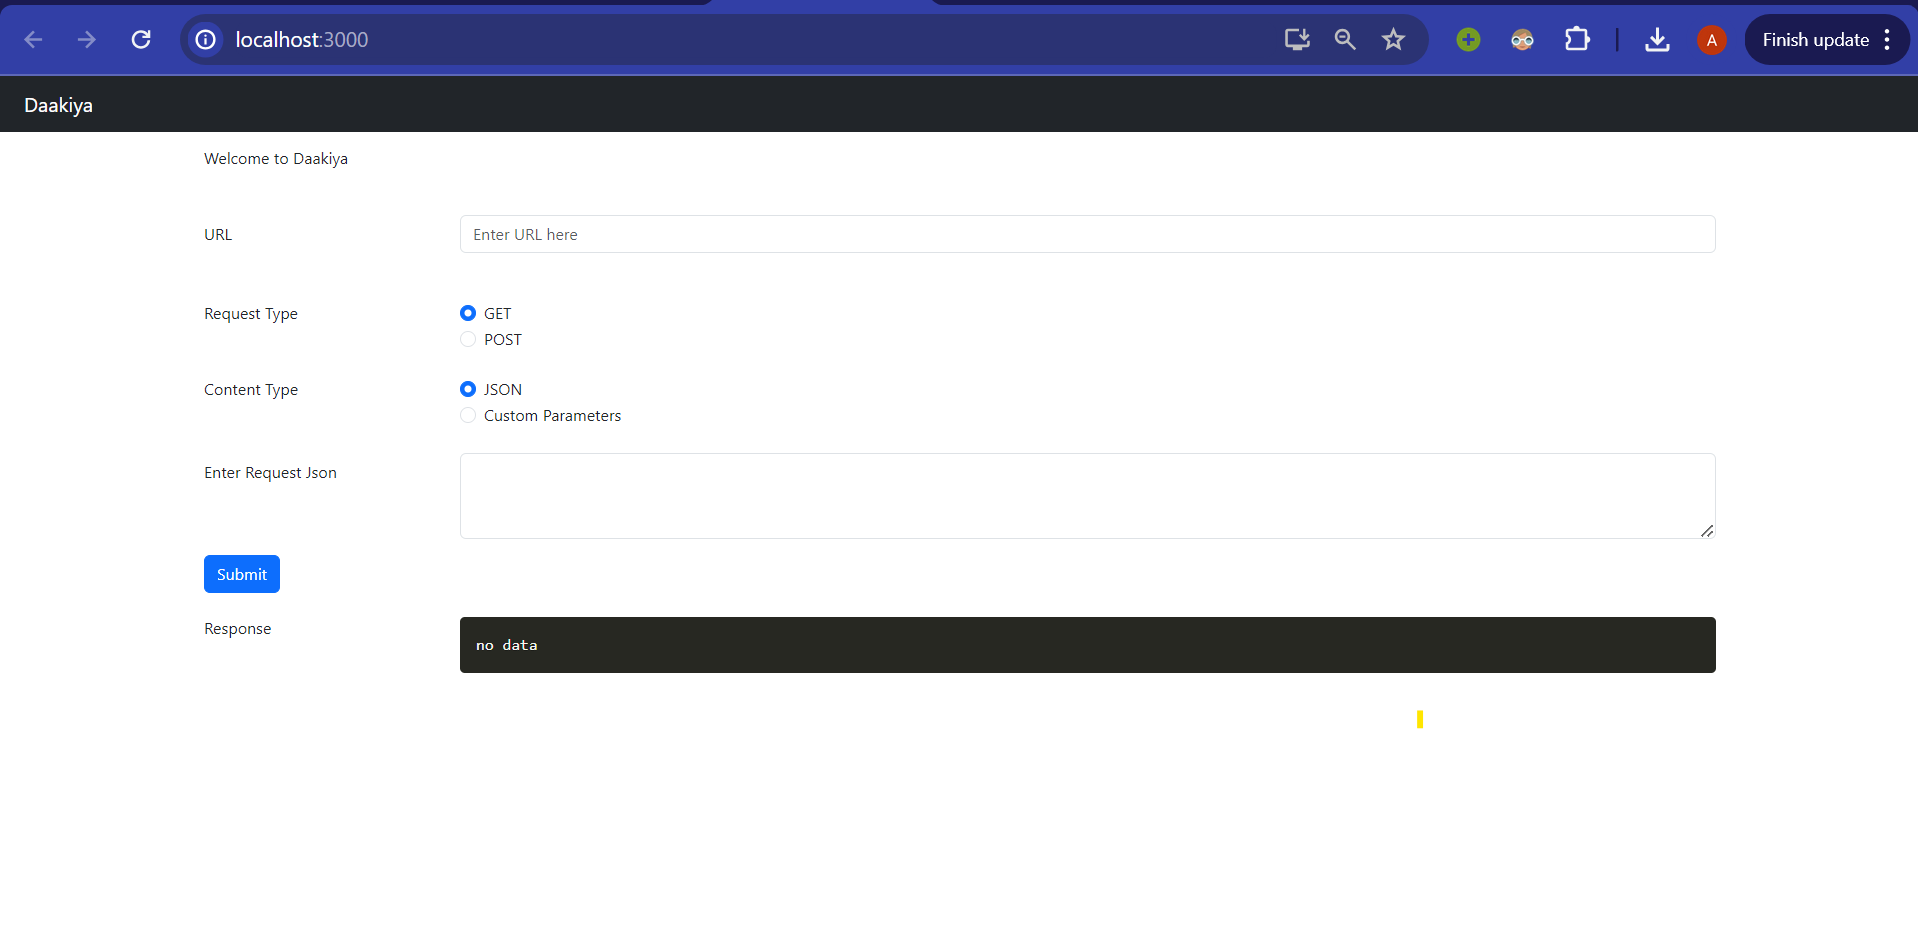 localhost:3000
A
Finish update
Daakiya
Welcome to Daakiya
URL
Enter URL here
Request Type
GET
POST
Content Type
JSON
Custom Parameters
Enter Request Json
Submit
Response
no data